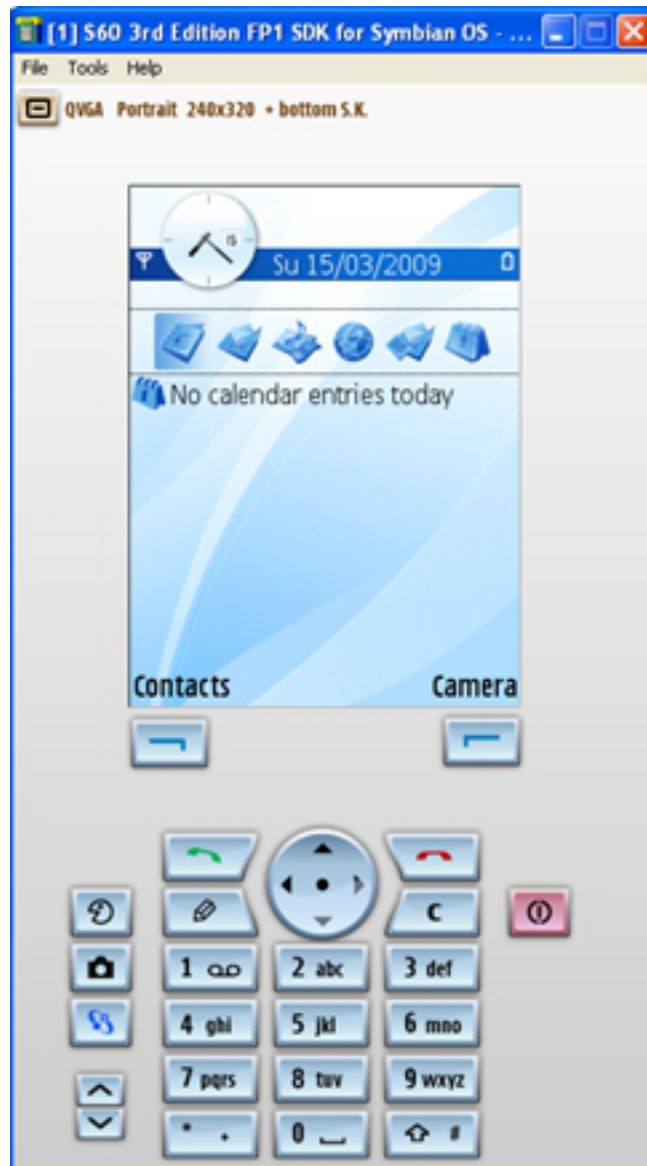 [1] S60 3rd Edition FP1 SDK for Symbian OS - ...
File Tools Help
QVGA Portrait 240x320 + bottom S.K.
15
Su 15/03/2009
No calendar entries today
Contacts Camera
C
1 2 abc 3 def
4 ghi 5 jkl 6 mno
7 pqrs 8 tuv 9 wxyz
* + 0 #